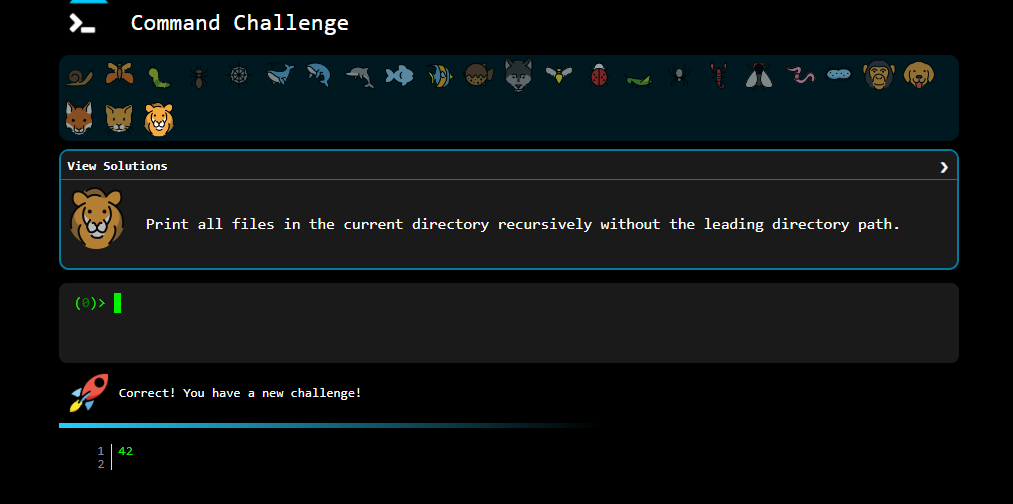 Command Challenge
View Solutions
Print all files in the current directory recursively without the leading directory path.
(0)>
Correct! You have a new challenge!
1 42
2